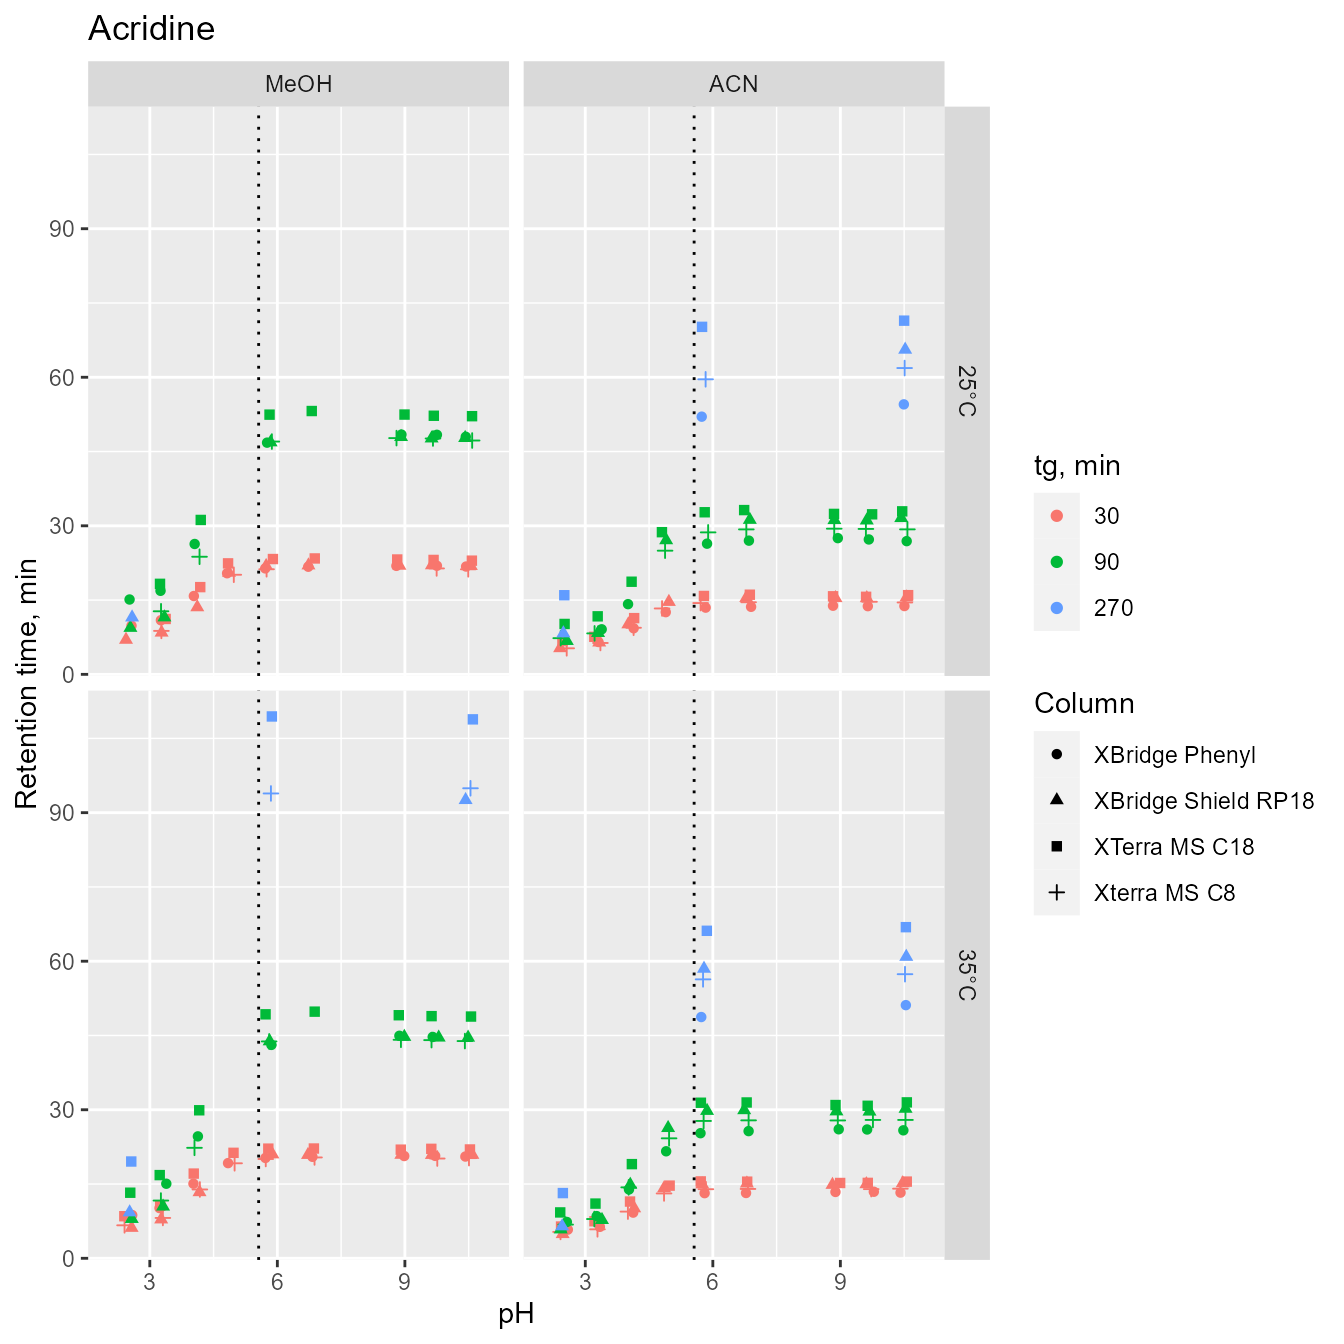 Acridine
MeOH
ACN
90
60
30
0
25°C
90
60
30
0
35°C
3
6
9
3
6
9
pH
Retention time, min
tg, min
30
90
270
Column
XBridge Phenyl
XBridge Shield RP18
XTerra MS C18
Xterra MS C8